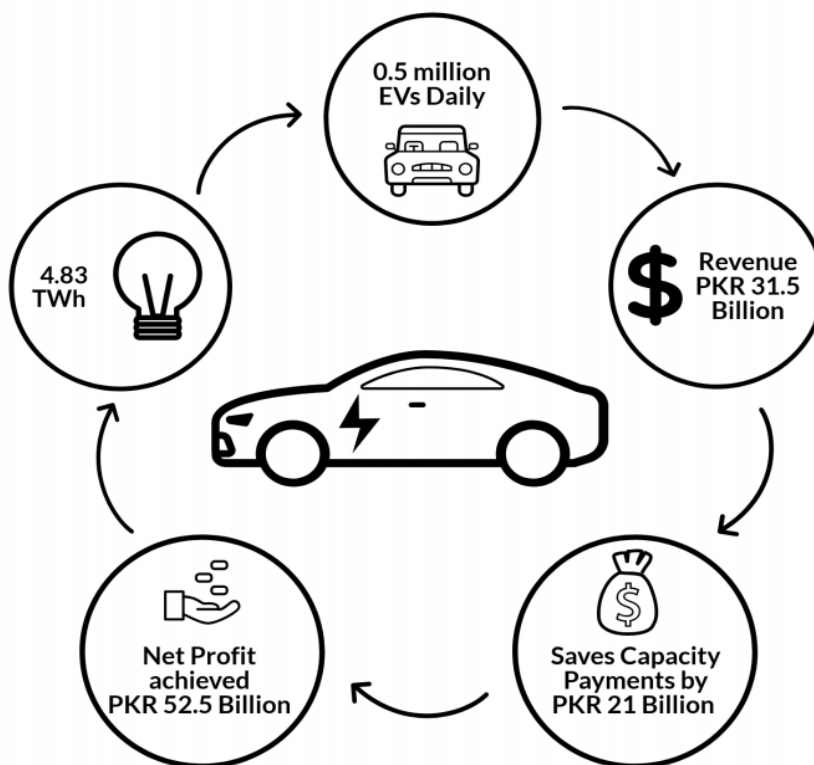 0.5 million
EVs Daily
$
Revenue
PKR 31.5
Billion
$
Saves Capacity
Payments by
PKR 21 Billion
Net Profit
achieved
PKR 52.5 Billion
4.83
TWh